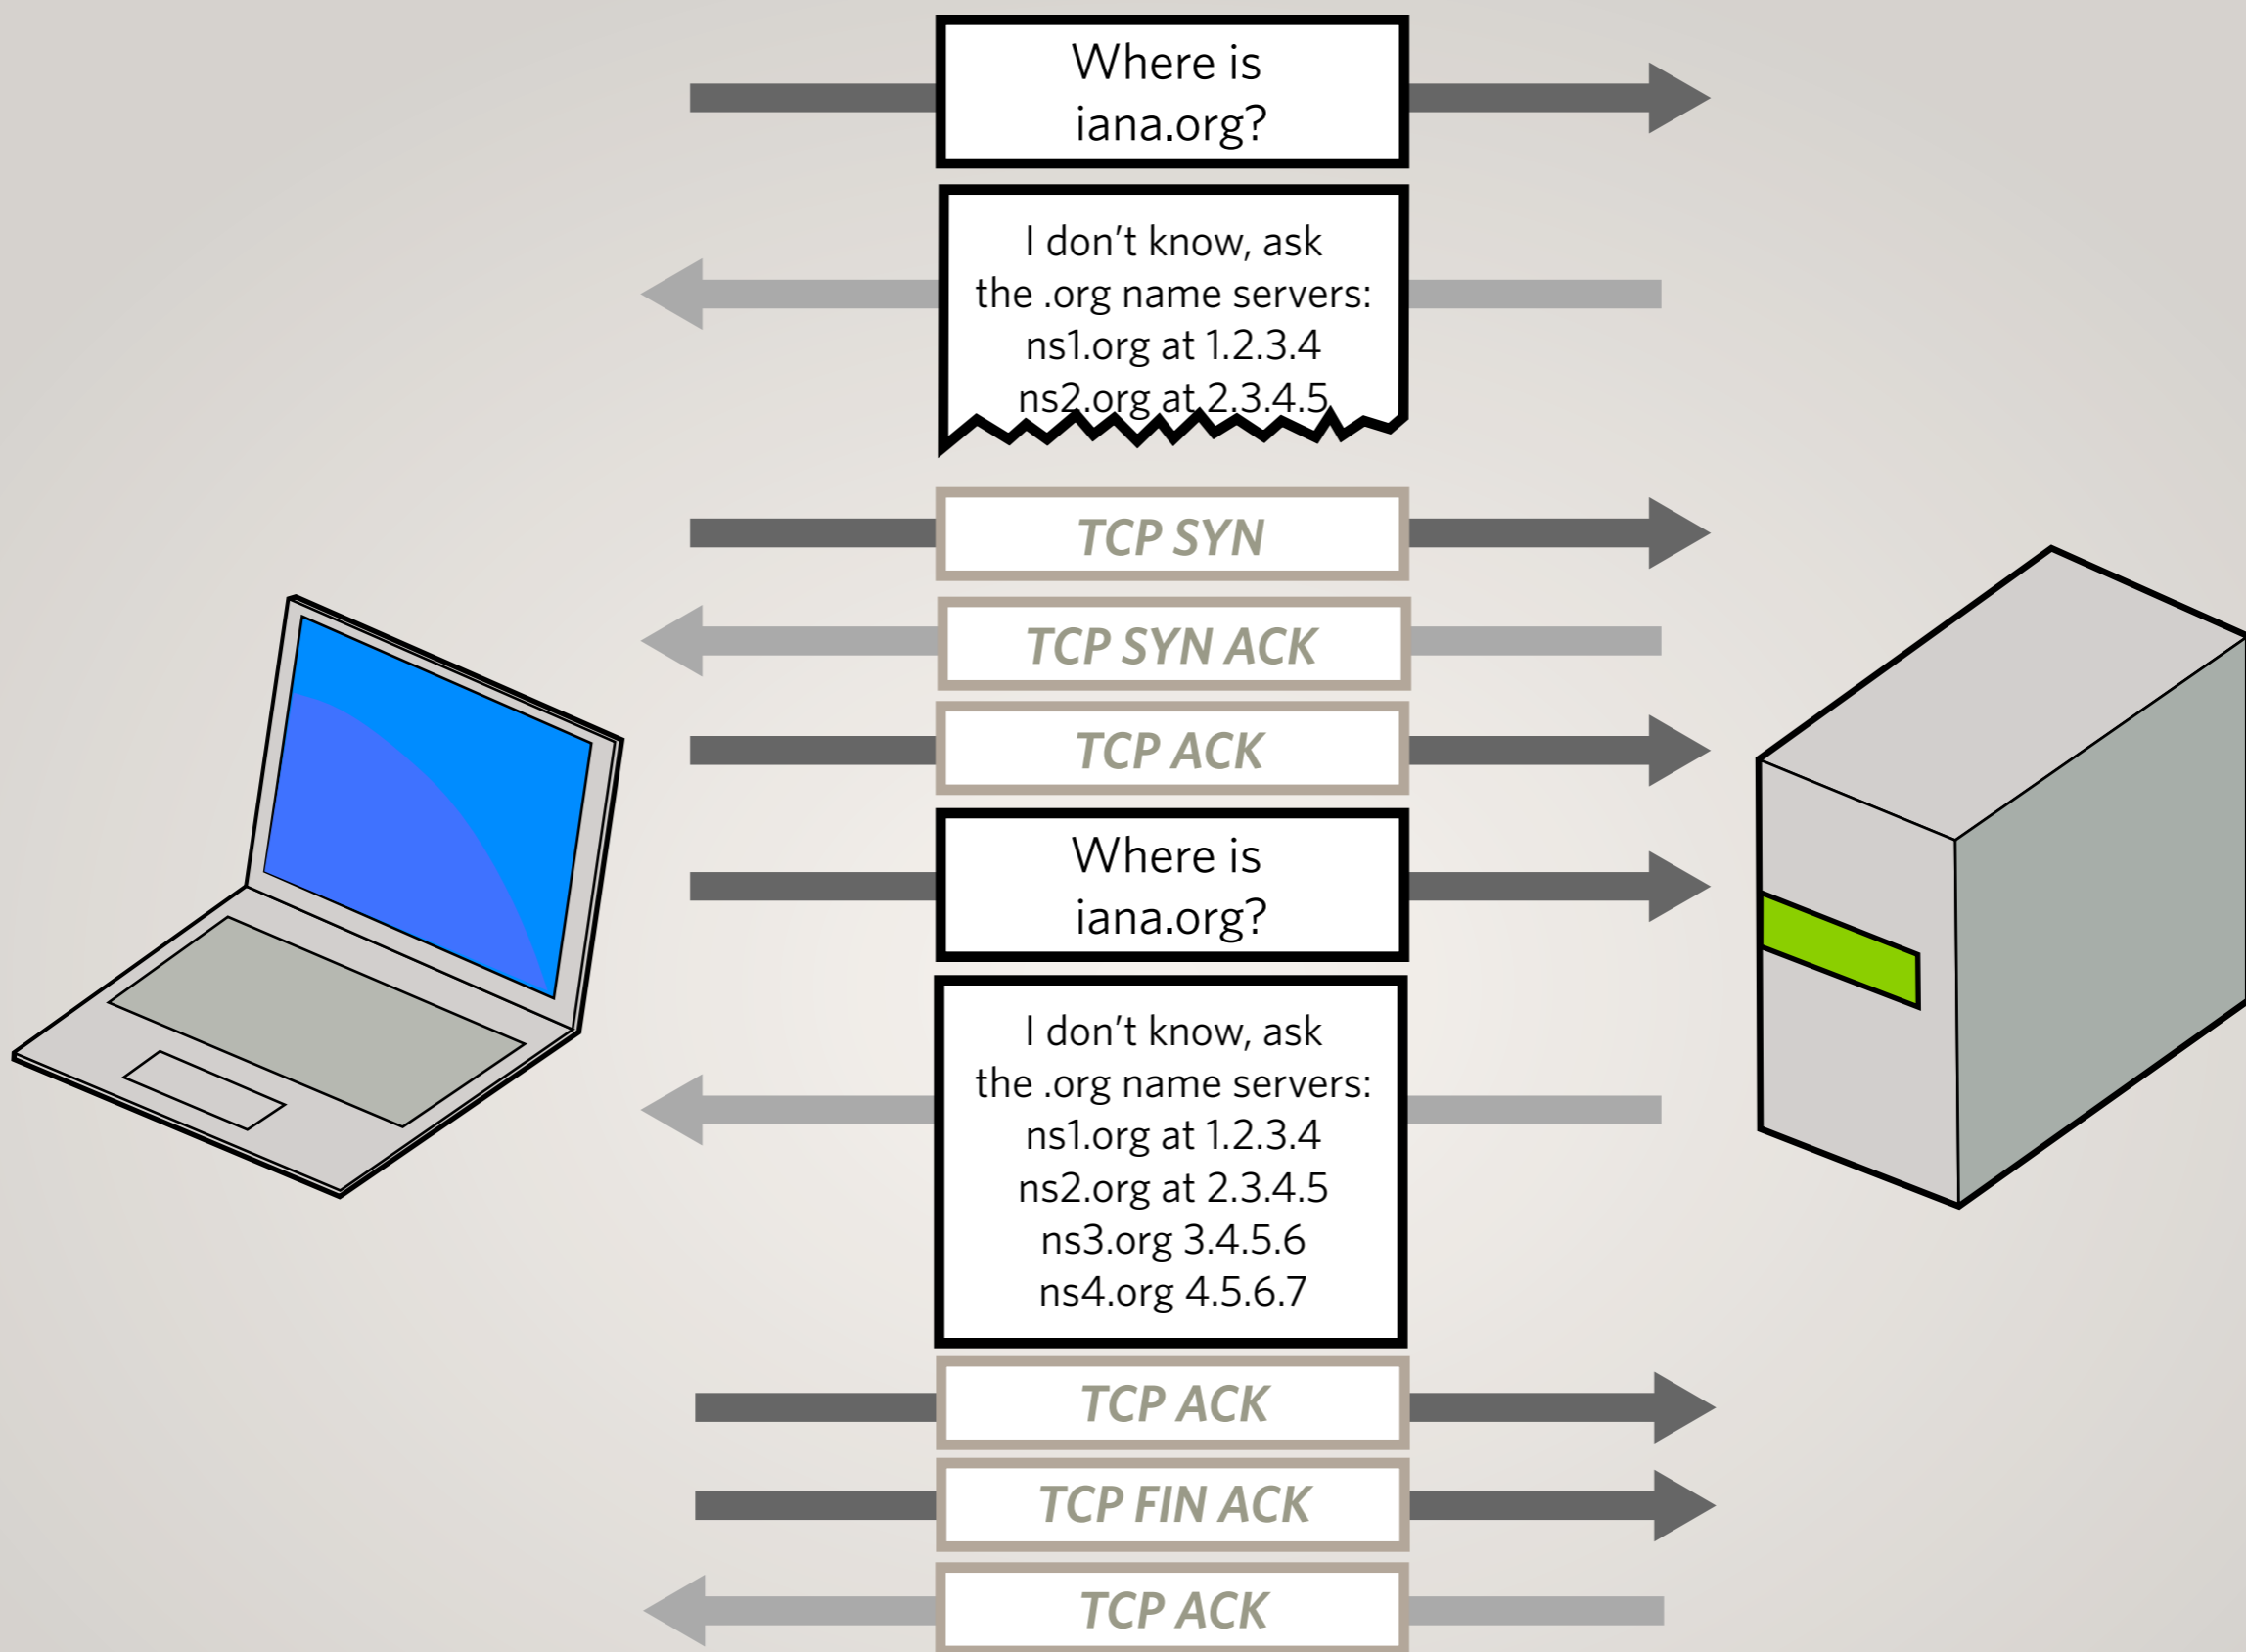 Where is
iana.org?
I don't know, ask
the .org name servers:
ns1.org at 1.2.3.4
ns2.org at 2.3.4.5
TCP SYN
TCP SYN ACK
TCP ACK
Where is
iana.org?
I don't know, ask
the .org name servers:
ns1.org at 1.2.3.4
ns2.org at 2.3.4.5
ns3.org 3.4.5.6
ns4.org 4.5.6.7
TCP ACK
TCP FIN ACK
TCP ACK